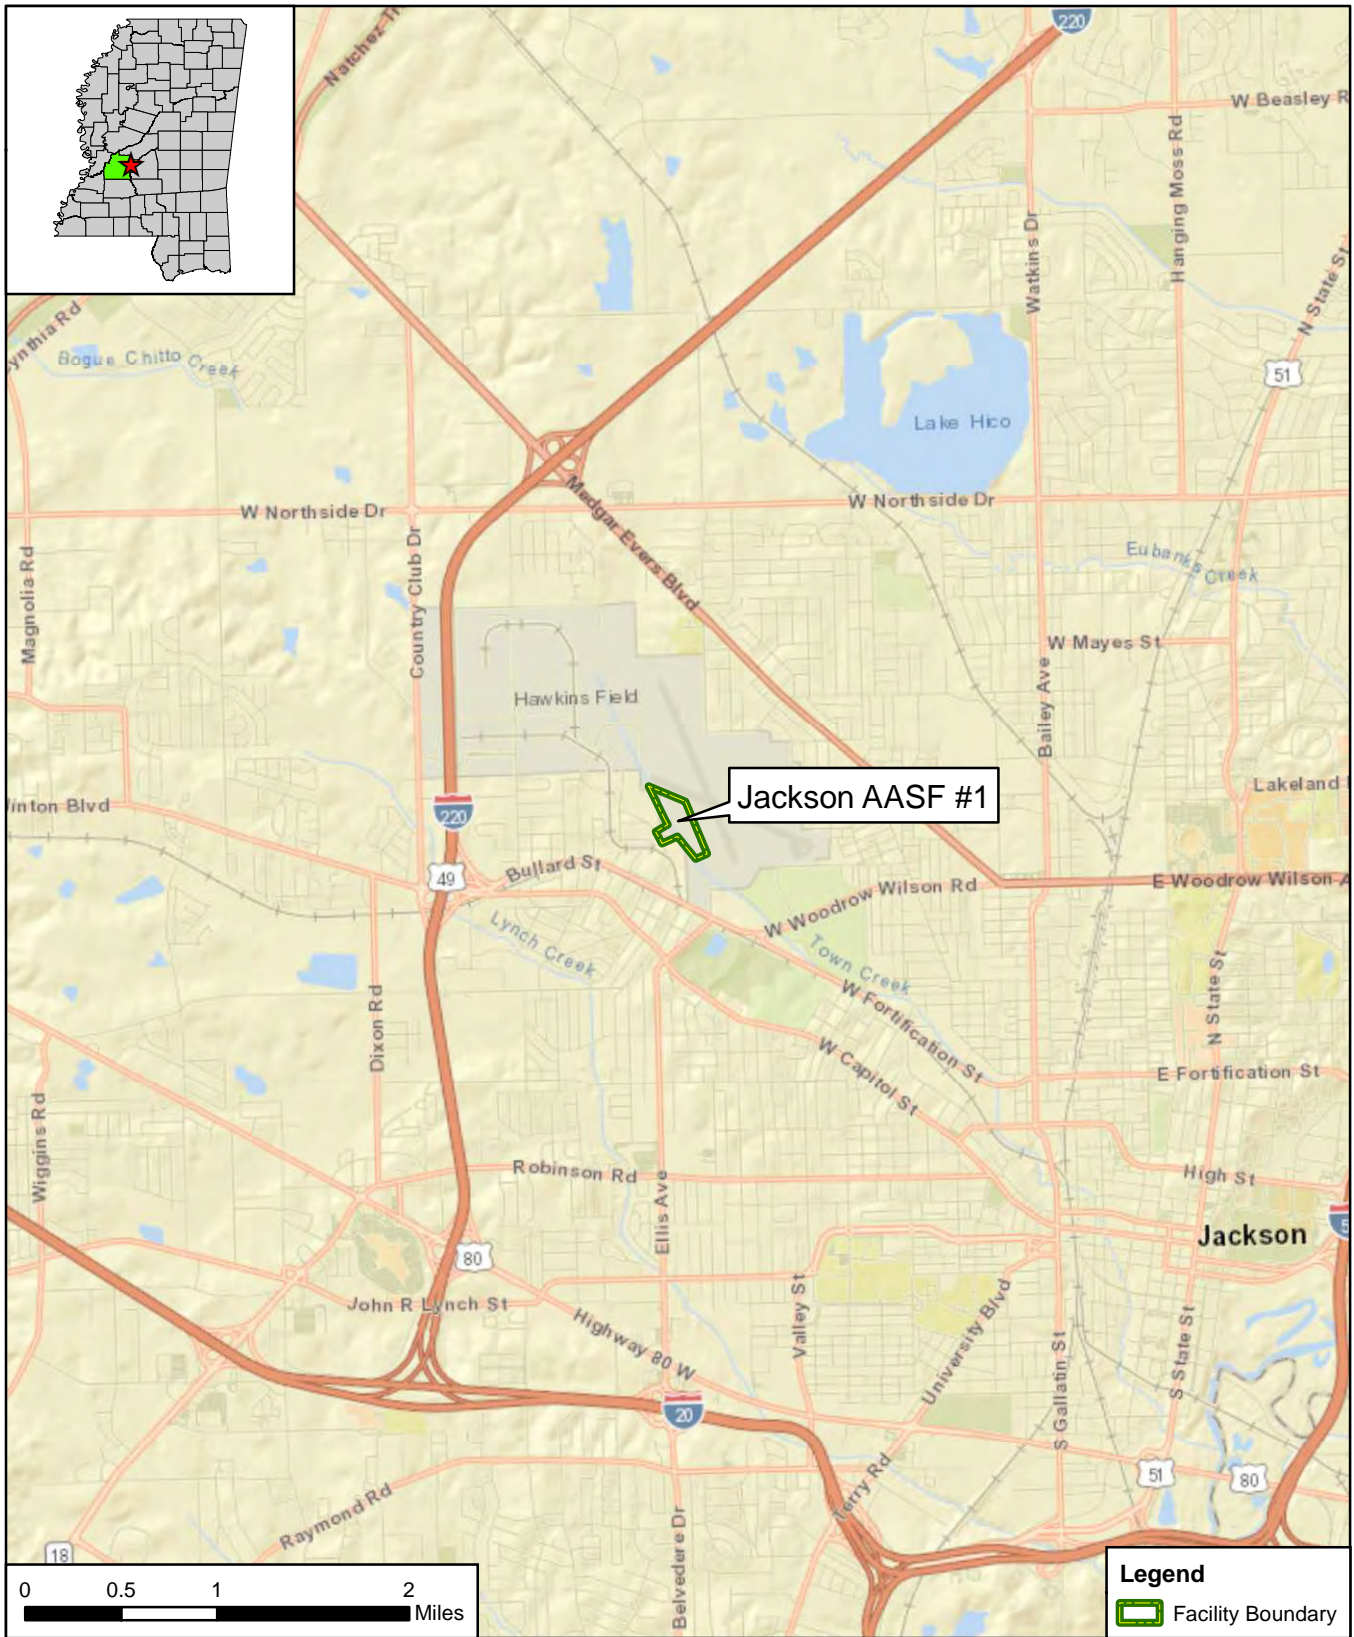 Natchez Tr
220
W Beasley R
Hanging Moss Rd
Watkins Dr
N State St
ynthia Rd
Bogue Chitto Creek
51
Lake Hico
W Northside Dr
W Northside Dr
Medgar Evers Blvd
Country Club Dr
Magnolia Rd
Eubanks Creek
W Mayes St
Bailey Ave
Hawkins Field
Jackson AASF #1
Lakeland
linton Blvd
220
49
Bullard St
W Woodrow Wilson Rd
E Woodrow Wilson A
Lynch Creek
Town Creek
W Fortification St
N State St
Dixon Rd
W Capitol St
E Fortification St
Wiggins Rd
Robinson Rd
Ellis Ave
High St
Jackson
5
80
John R Lynch St
Highway 80 W
Valley St
University Blvd
S Gallatin St
S State St
20
51
80
Terry Rd
Raymond Rd
Belvedere Dr
18
0 0.5 1 2
Miles
Legend
Facility Boundary